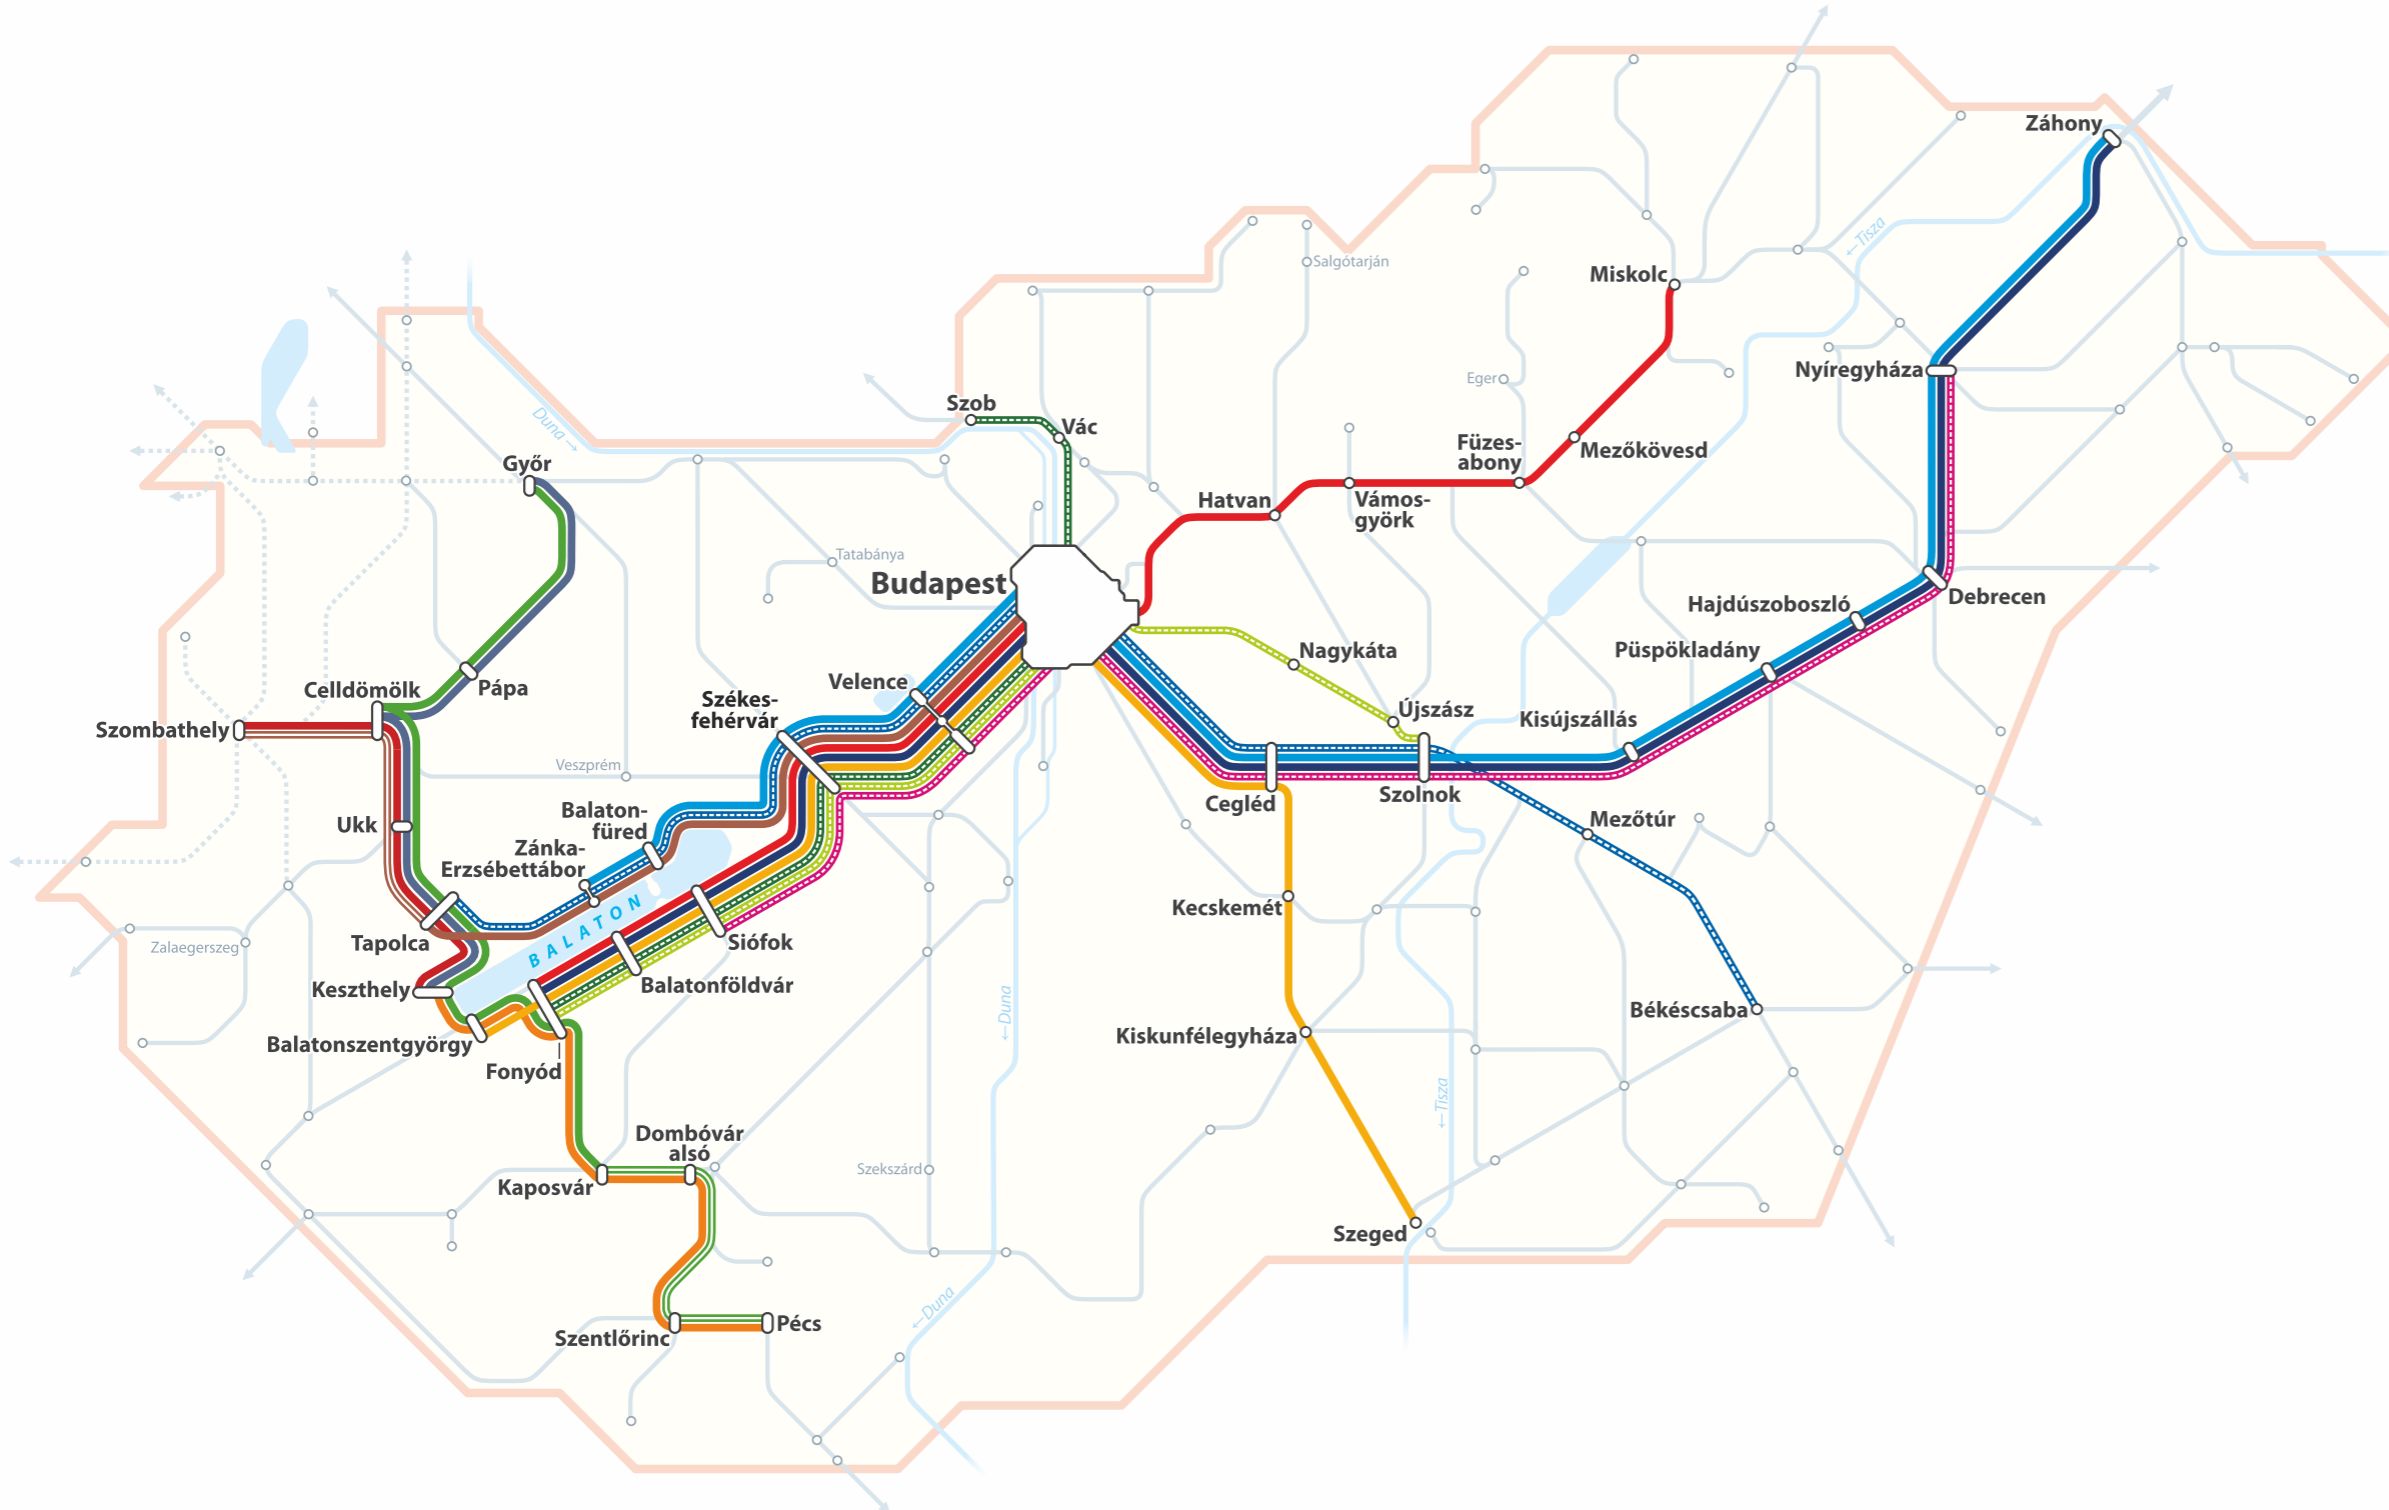 Záhony
←Tisza
Salgótarján
Miskolc
Nyíregyháza
Eger
Szob
Duna →
Vác
Füzes-
abony
Mezőkövesd
Győr
Hatvan
Vámos-
györk
Tatabánya
Budapest
Debrecen
Hajdúszoboszló
Nagykáta
Püspökladány
Velence
Pápa
Celldömölk
Székes-
fehérvár
Újszász
Kisújszállás
Szombathely
Veszprém
Cegléd
Szolnok
Balaton-
füred
Ukk
Mezőtúr
Zánka-
Erzsébettábor
BALATON
Kecskemét
Siófok
Tapolca
Zalaegerszeg
Keszthely
Balatonföldvár
←Duna
Békéscsaba
Kiskunfélegyháza
Balatonszentgyörgy
Fonyód
←Tisza
Dombóvár
alsó
Szekszárd
Kaposvár
Szeged
←Duna
Pécs
Szentlőrinc